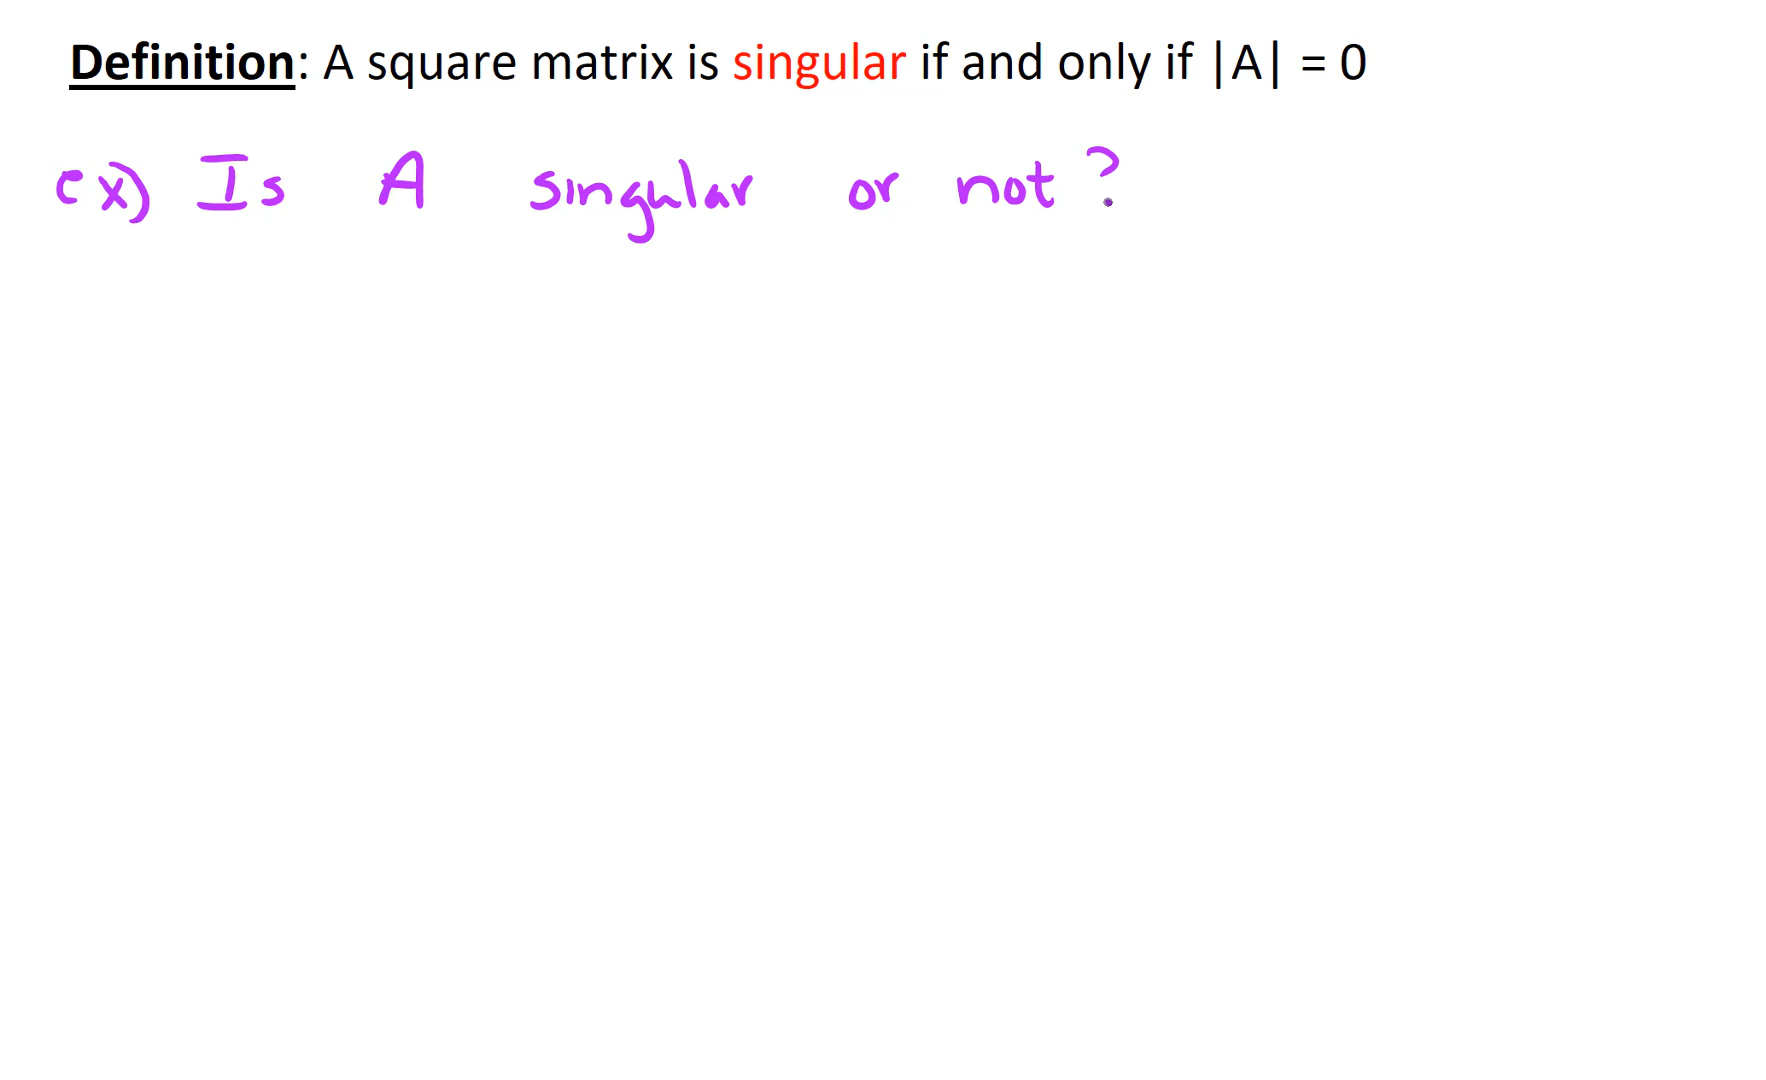 Definition: A square matrix is singular if and only if |A| = 0
ex) Is A singular or not?